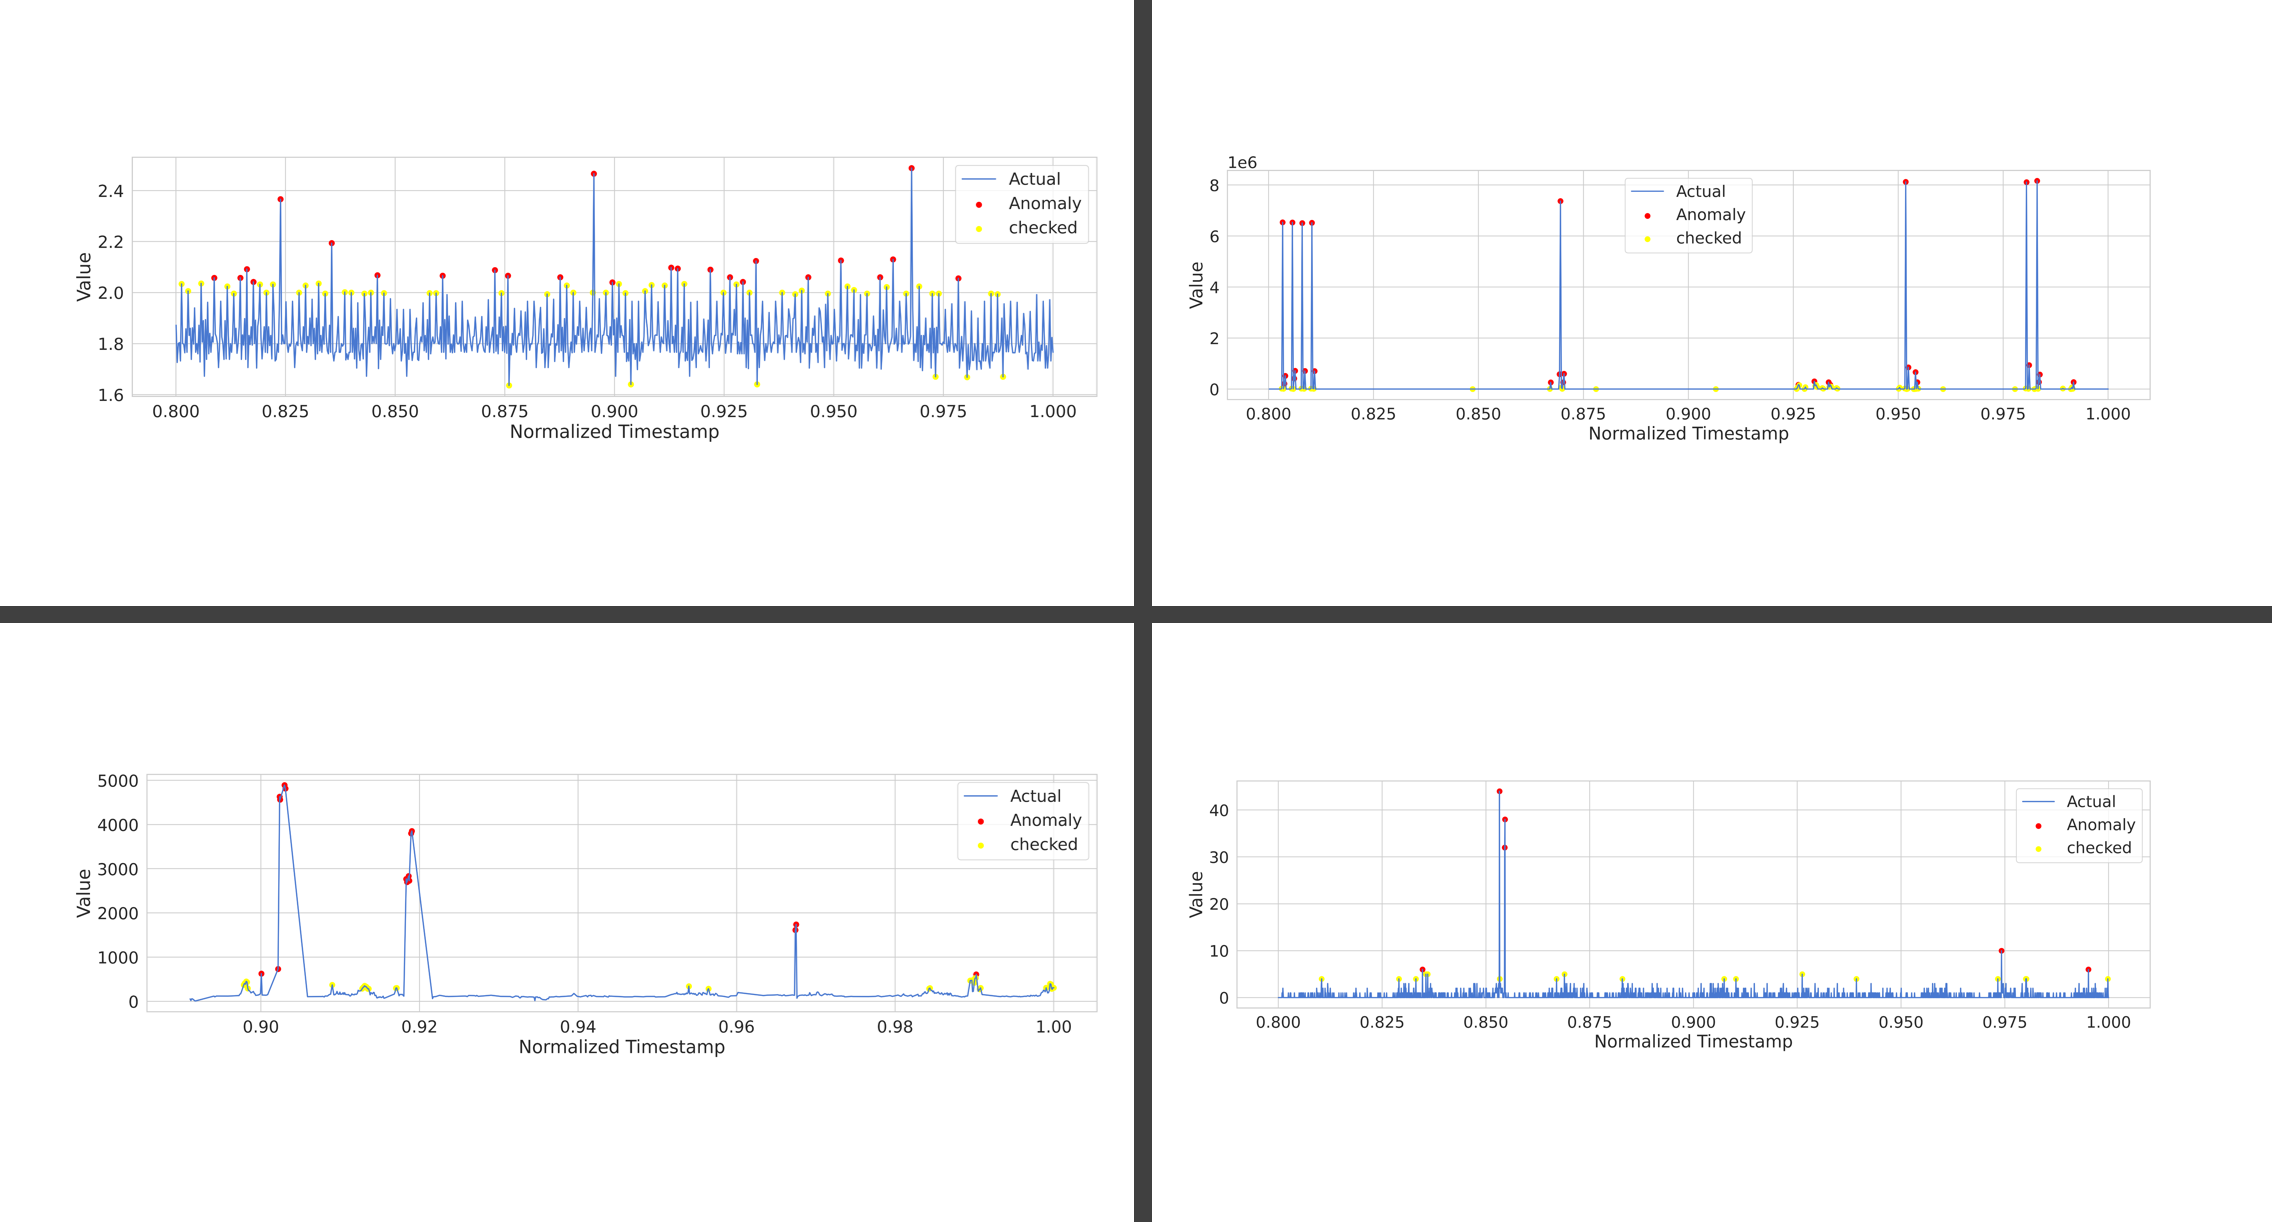 2.4
2.2
2.0
1.8
1.6
Value
0.800 0.825 0.850 0.875 0.900 0.925 0.950 0.975 1.000
Normalized Timestamp
Actual
Anomaly
checked
1e6
8
6
4
2
0
Value
0.800 0.825 0.850 0.875 0.900 0.925 0.950 0.975 1.000
Normalized Timestamp
Actual
Anomaly
checked
5000
4000
3000
2000
1000
0
Value
0.90 0.92 0.94 0.96 0.98 1.00
Normalized Timestamp
Actual
Anomaly
checked
40
30
20
10
0
Value
0.800 0.825 0.850 0.875 0.900 0.925 0.950 0.975 1.000
Normalized Timestamp
Actual
Anomaly
checked